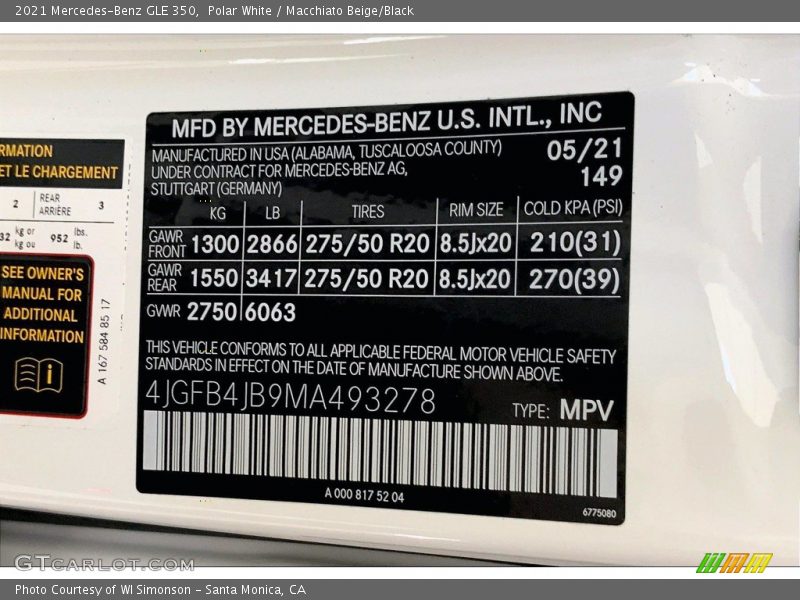 2021 Mercedes-Benz GLE 350, Polar White / Macchiato Beige/Black
RMATION
ET LE CHARGEMENT
2 REAR ARRIÈRE 3
32 kg or kg ou 952 lbs. lb.
SEE OWNER'S
MANUAL FOR
ADDITIONAL
INFORMATION
A 167 584 85 17
MFD BY MERCEDES-BENZ U.S. INTL., INC
MANUFACTURED IN USA (ALABAMA, TUSCALOOSA COUNTY) 05/21
UNDER CONTRACT FOR MERCEDES-BENZ AG, 149
STUTTGART (GERMANY)
KG LB TIRES RIM SIZE COLD KPA(PSI)
GAWR FRONT 1300 2866 275/50 R20 8.5Jx20 210(31)
GAWR REAR 1550 3417 275/50 R20 8.5Jx20 270(39)
GVWR 2750 6063
THIS VEHICLE CONFORMS TO ALL APPLICABLE FEDERAL MOTOR VEHICLE SAFETY
STANDARDS IN EFFECT ON THE DATE OF MANUFACTURE SHOWN ABOVE.
4JGFB4JB9MA493278 TYPE: MPV
A 000 817 52 04
6775080
GTCARLOT.COM
Photo Courtesy of WI Simonson - Santa Monica, CA